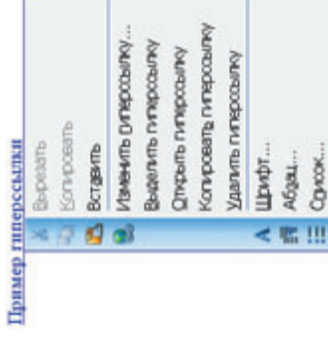 Пример гиперссылки
Вырезать
Копировать
Вставить
Изменить гиперссылку...
Выделить гиперссылку
Открыть гиперссылку
Копировать гиперссылку
Удалить гиперссылку
Шрифт...
Абзац...
Список...